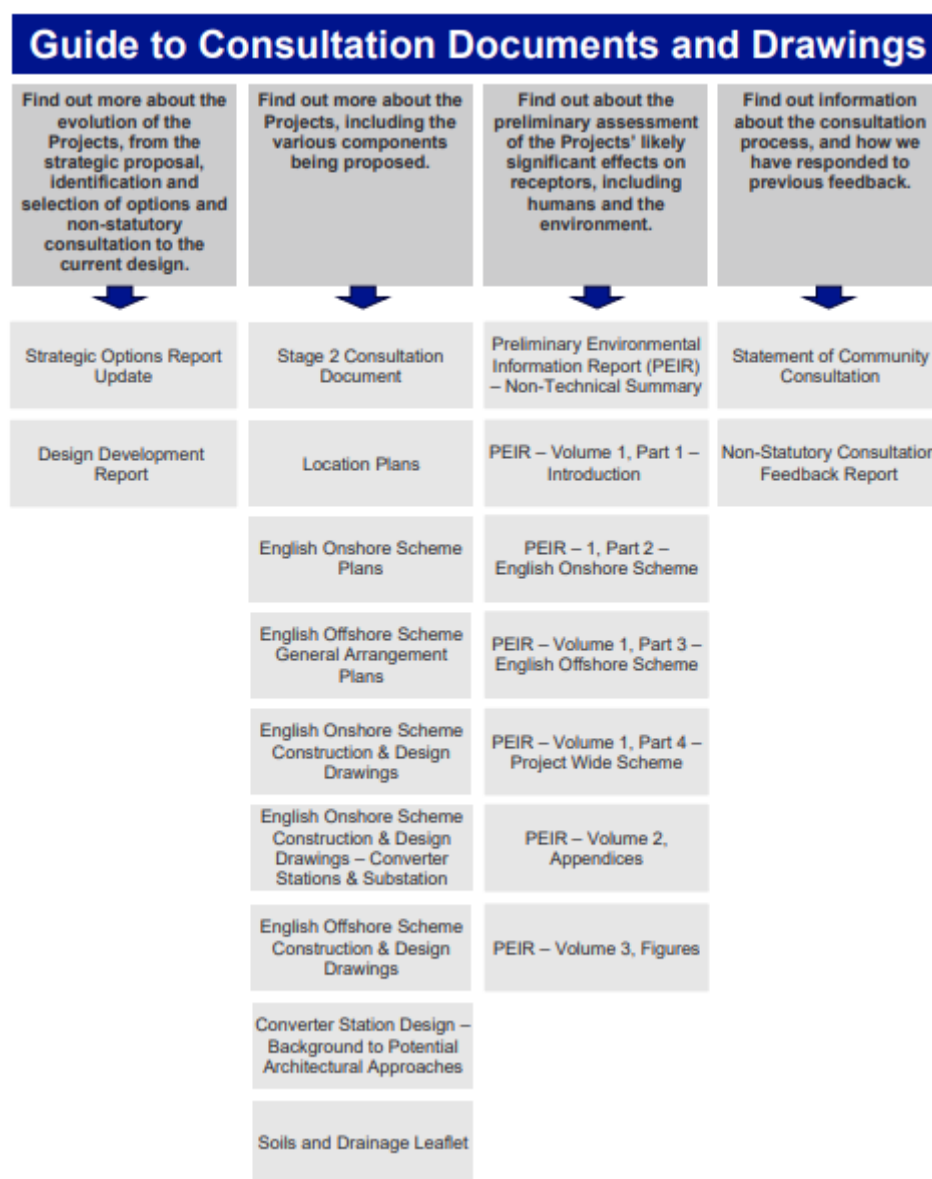 Guide to Consultation Documents and Drawings
Find out more about the
evolution of the
Projects, from the
strategic proposal,
identification and
selection of options and
non-statutory
consultation to the
current design.
Strategic Options Report
Update
Design Development
Report
Find out more about the
Projects, including the
various components
being proposed.
Stage 2 Consultation
Document
Location Plans
English Onshore Scheme
Plans
English Offshore Scheme
General Arrangement
Plans
English Onshore Scheme
Construction & Design
Drawings
English Onshore Scheme
Construction & Design
Drawings – Converter
Stations & Substation
English Offshore Scheme
Construction & Design
Drawings
Converter Station Design –
Background to Potential
Architectural Approaches
Soils and Drainage Leaflet
Find out about the
preliminary assessment
of the Projects' likely
significant effects on
receptors, including
humans and the
environment.
Preliminary Environmental
Information Report (PEIR)
– Non-Technical Summary
PEIR – Volume 1, Part 1 –
Introduction
PEIR – 1, Part 2 –
English Onshore Scheme
PEIR – Volume 1, Part 3 –
English Offshore Scheme
PEIR – Volume 1, Part 4 –
Project Wide Scheme
PEIR – Volume 2,
Appendices
PEIR – Volume 3, Figures
Find out information
about the consultation
process, and how we
have responded to
previous feedback.
Statement of Community
Consultation
Non-Statutory Consultation
Feedback Report